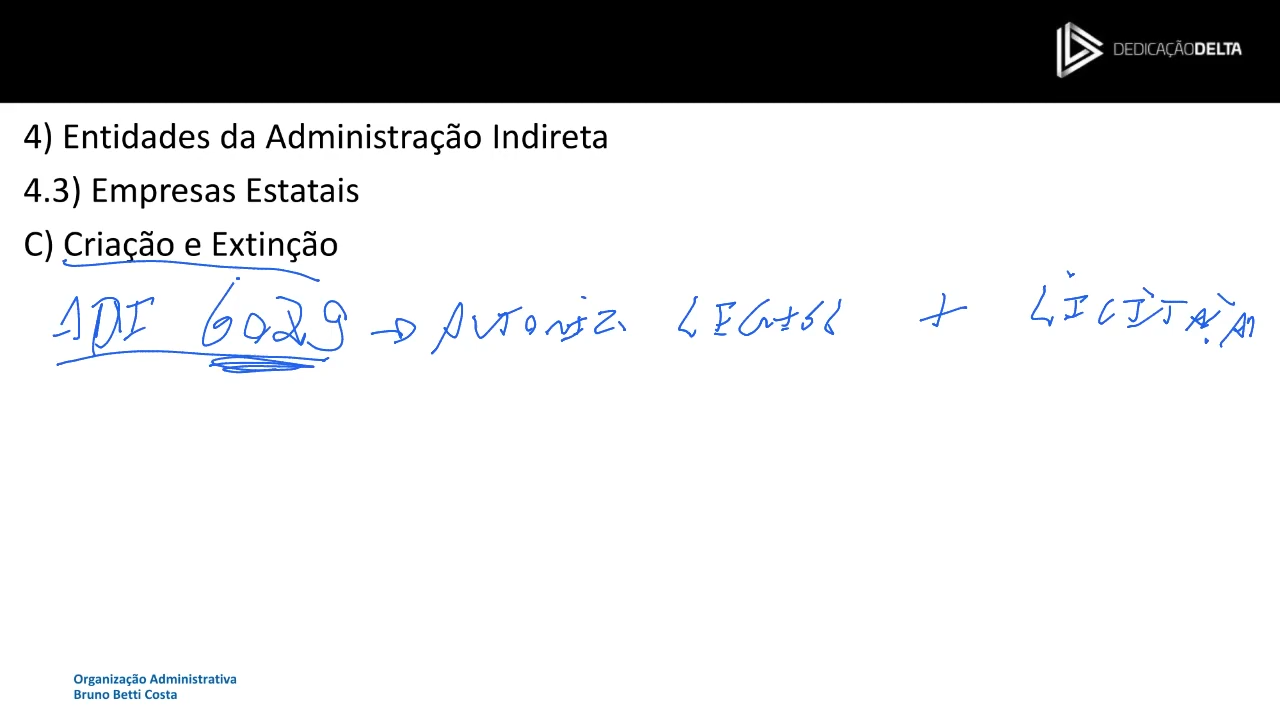 DEDICAÇÃODELTA
4) Entidades da Administração Indireta
4.3) Empresas Estatais
C) Criação e Extinção
ADI 6029 → AUTORIZ. LEGISL + LICITAÇÃ
Organização Administrativa
Bruno Betti Costa